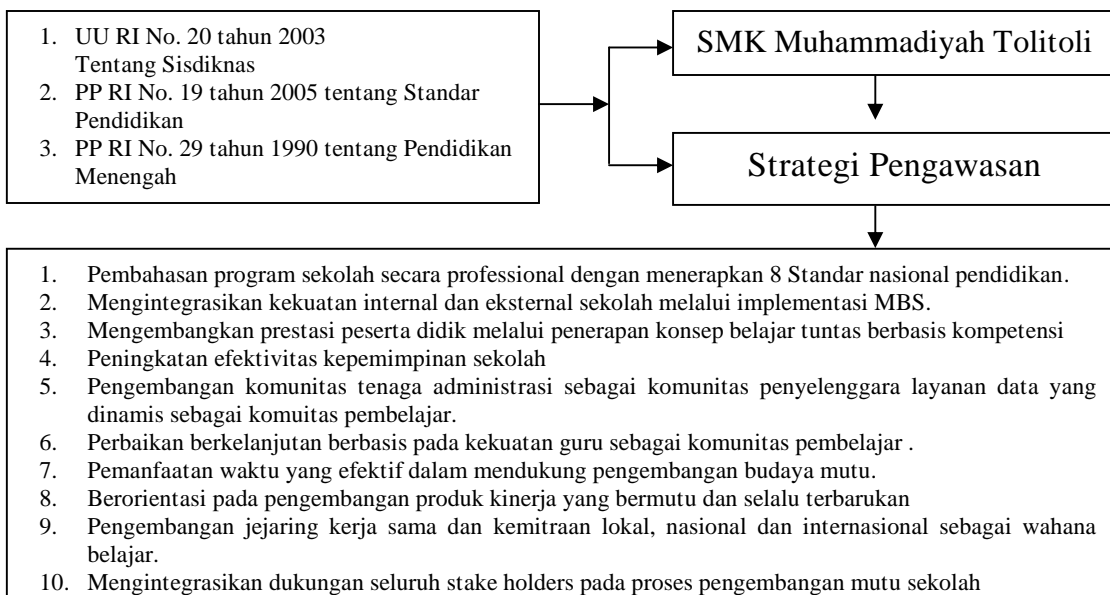 1. UU RI No. 20 tahun 2003
Tentang Sisdiknas
2. PP RI No. 19 tahun 2005 tentang Standar
Pendidikan
3. PP RI No. 29 tahun 1990 tentang Pendidikan
Menengah
SMK Muhammadiyah Tolitoli
Strategi Pengawasan
1. Pembahasan program sekolah secara professional dengan menerapkan 8 Standar nasional pendidikan.
2. Mengintegrasikan kekuatan internal dan eksternal sekolah melalui implementasi MBS.
3. Mengembangkan prestasi peserta didik melalui penerapan konsep belajar tuntas berbasis kompetensi
4. Peningkatan efektivitas kepemimpinan sekolah
5. Pengembangan komunitas tenaga administrasi sebagai komunitas penyelenggara layanan data yang
dinamis sebagai komuitas pembelajar.
6. Perbaikan berkelanjutan berbasis pada kekuatan guru sebagai komunitas pembelajar .
7. Pemanfaatan waktu yang efektif dalam mendukung pengembangan budaya mutu.
8. Berorientasi pada pengembangan produk kinerja yang bermutu dan selalu terbarukan
9. Pengembangan jejaring kerja sama dan kemitraan lokal, nasional dan internasional sebagai wahana
belajar.
10. Mengintegrasikan dukungan seluruh stake holders pada proses pengembangan mutu sekolah